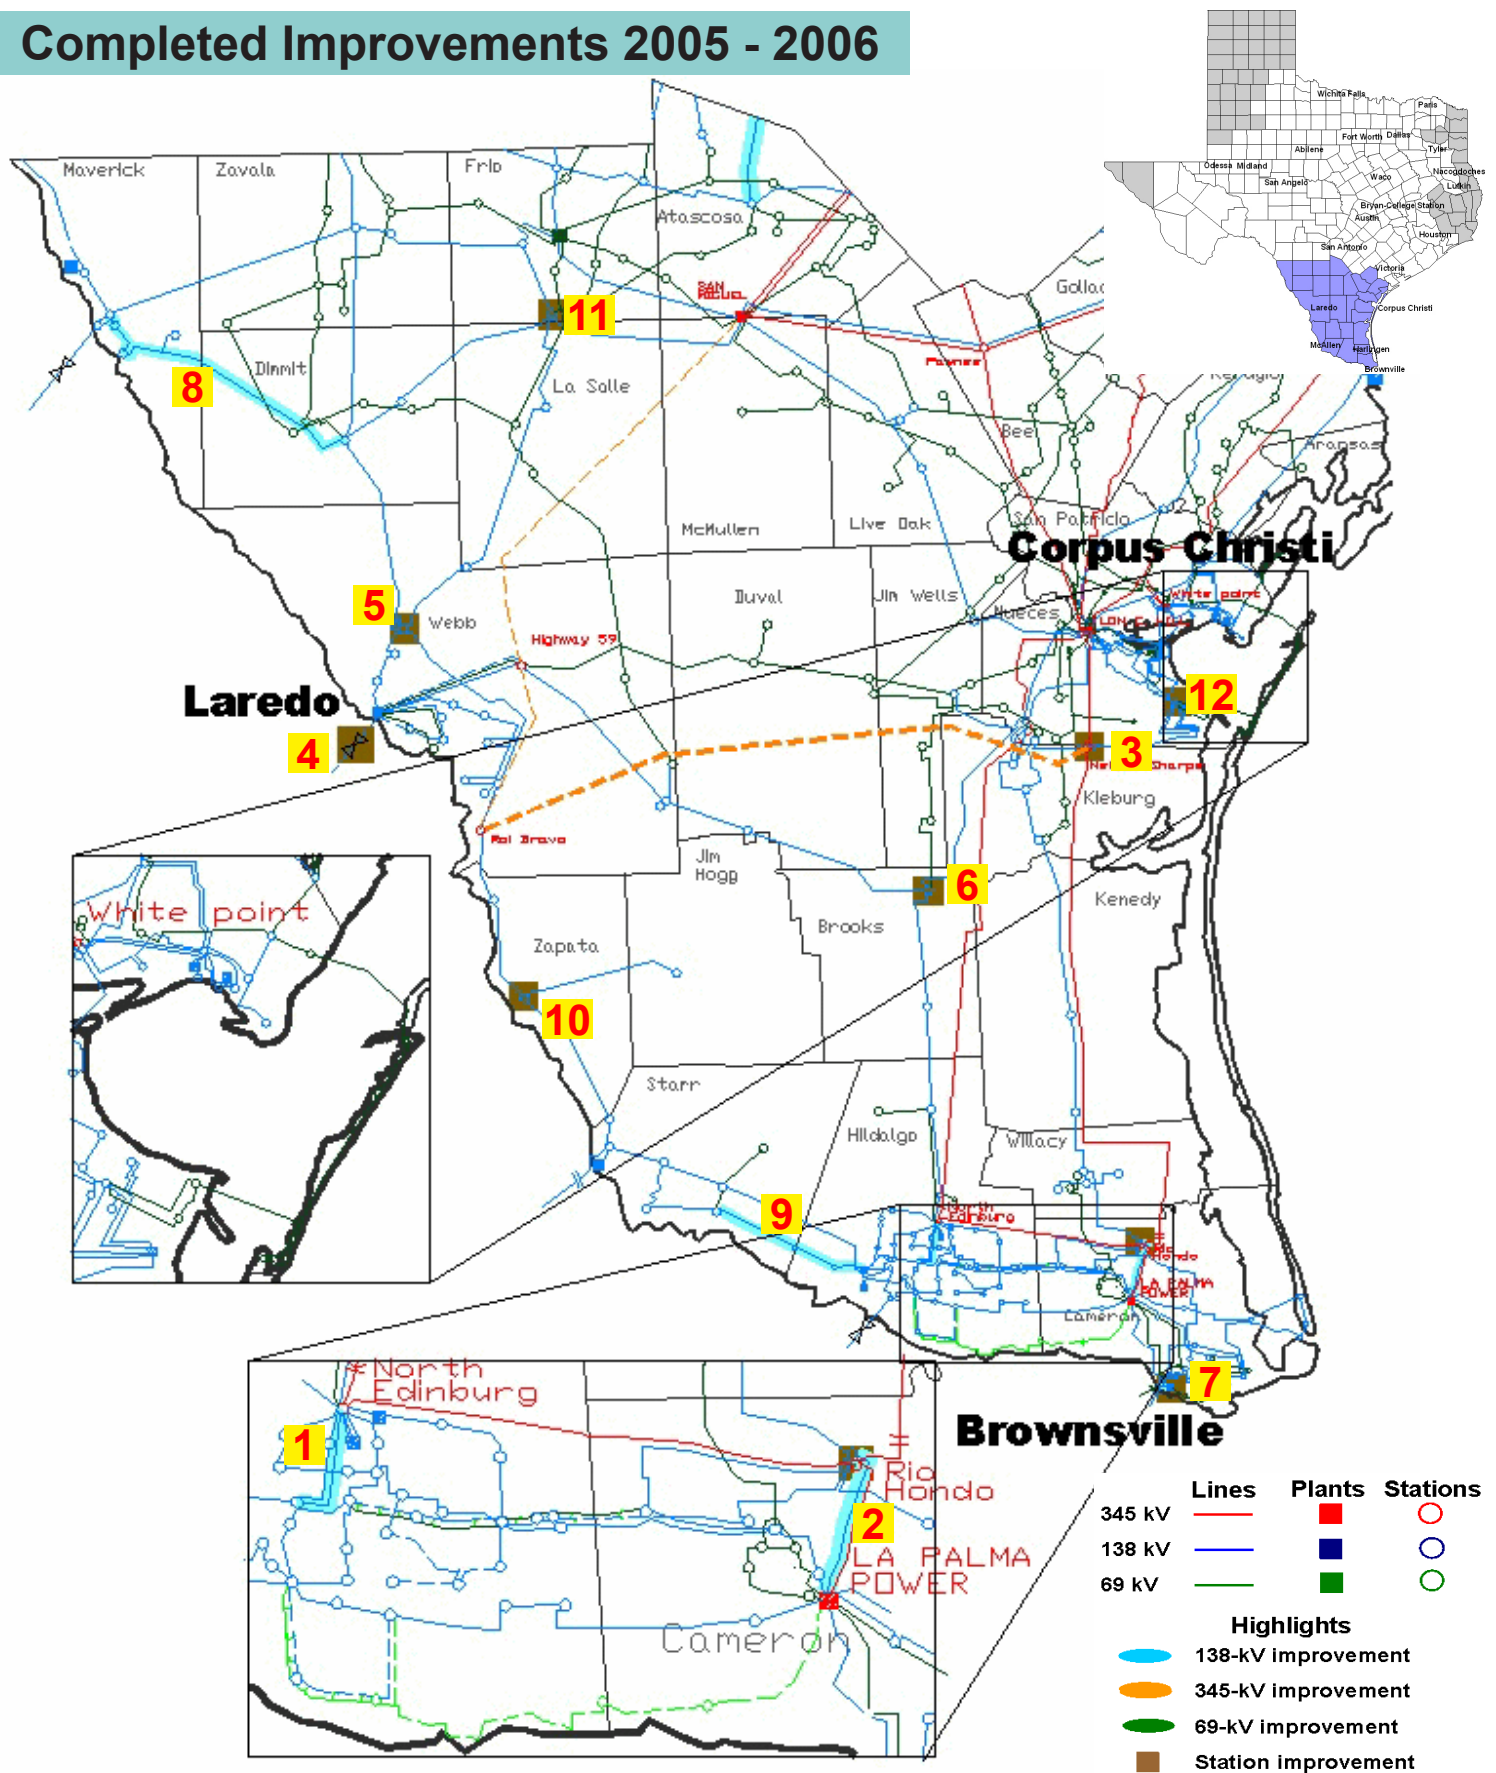 Completed Improvements 2005 - 2006
Wichita Falls
Paris
Fort Worth
Dallas
Tyler
Abilene
Odessa
Midland
Nacogdoches
Waco
Lufkin
San Angelo
Bryan-College Station
Austin
Houston
San Antonio
Victoria
Laredo
Corpus Christi
McAllen
Harlingen
Brownville
Maverick
Zavala
Frio
Atascosa
SAN
MIGUEL
11
Dimmit
8
La Salle
Pawnee
Bee
Aransas
McMullen
Live Oak
San Patricio
Corpus Christi
5
Webb
Duval
Jim Wells
Nueces
White point
Highway 59
Laredo
4
12
3
Kleburg
Jim
Hogg
6
Brooks
Kenedy
White point
Zapata
10
Starr
Hildalgo
Willacy
9
North
Edinburg
Rio
Hondo
LA PALMA
POWER
Cameron
7
Brownsville
North
Edinburg
1
Rio
Hondo
2
LA PALMA
POWER
Cameron
Lines Plants Stations
345 kV
138 kV
69 kV
Highlights
138-kV improvement
345-kV improvement
69-kV improvement
Station improvement